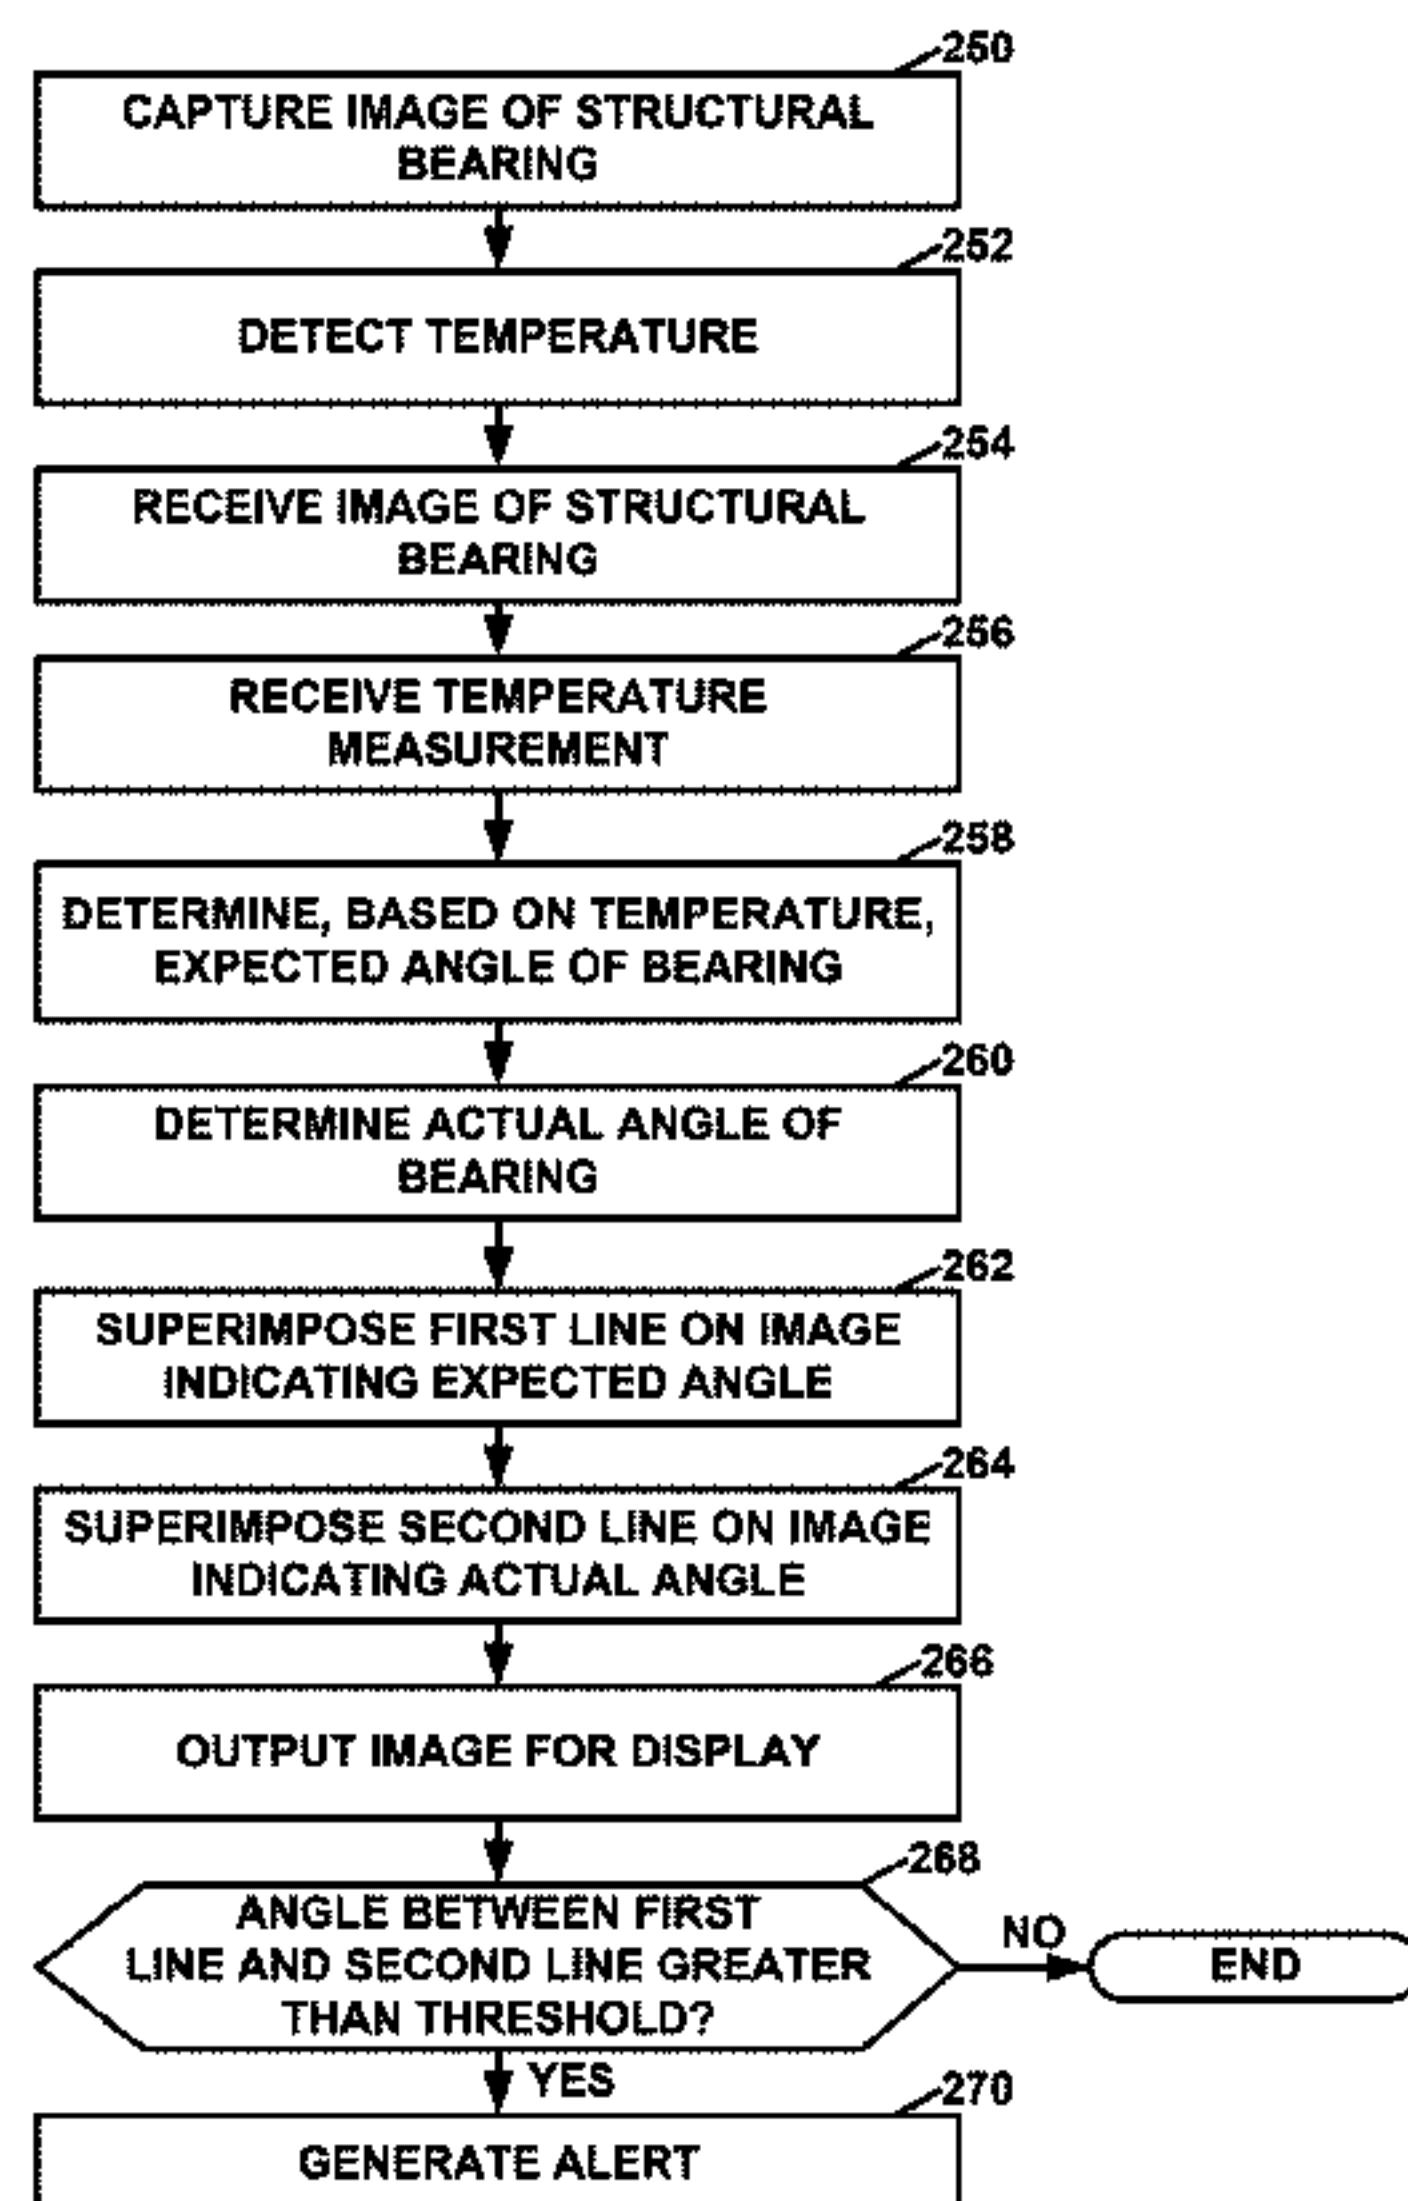 250
CAPTURE IMAGE OF STRUCTURAL
BEARING
252
DETECT TEMPERATURE
254
RECEIVE IMAGE OF STRUCTURAL
BEARING
256
RECEIVE TEMPERATURE
MEASUREMENT
258
DETERMINE, BASED ON TEMPERATURE,
EXPECTED ANGLE OF BEARING
260
DETERMINE ACTUAL ANGLE OF
BEARING
262
SUPERIMPOSE FIRST LINE ON IMAGE
INDICATING EXPECTED ANGLE
264
SUPERIMPOSE SECOND LINE ON IMAGE
INDICATING ACTUAL ANGLE
266
OUTPUT IMAGE FOR DISPLAY
268
ANGLE BETWEEN FIRST
LINE AND SECOND LINE GREATER
THAN THRESHOLD?
NO
END
YES
270
GENERATE ALERT